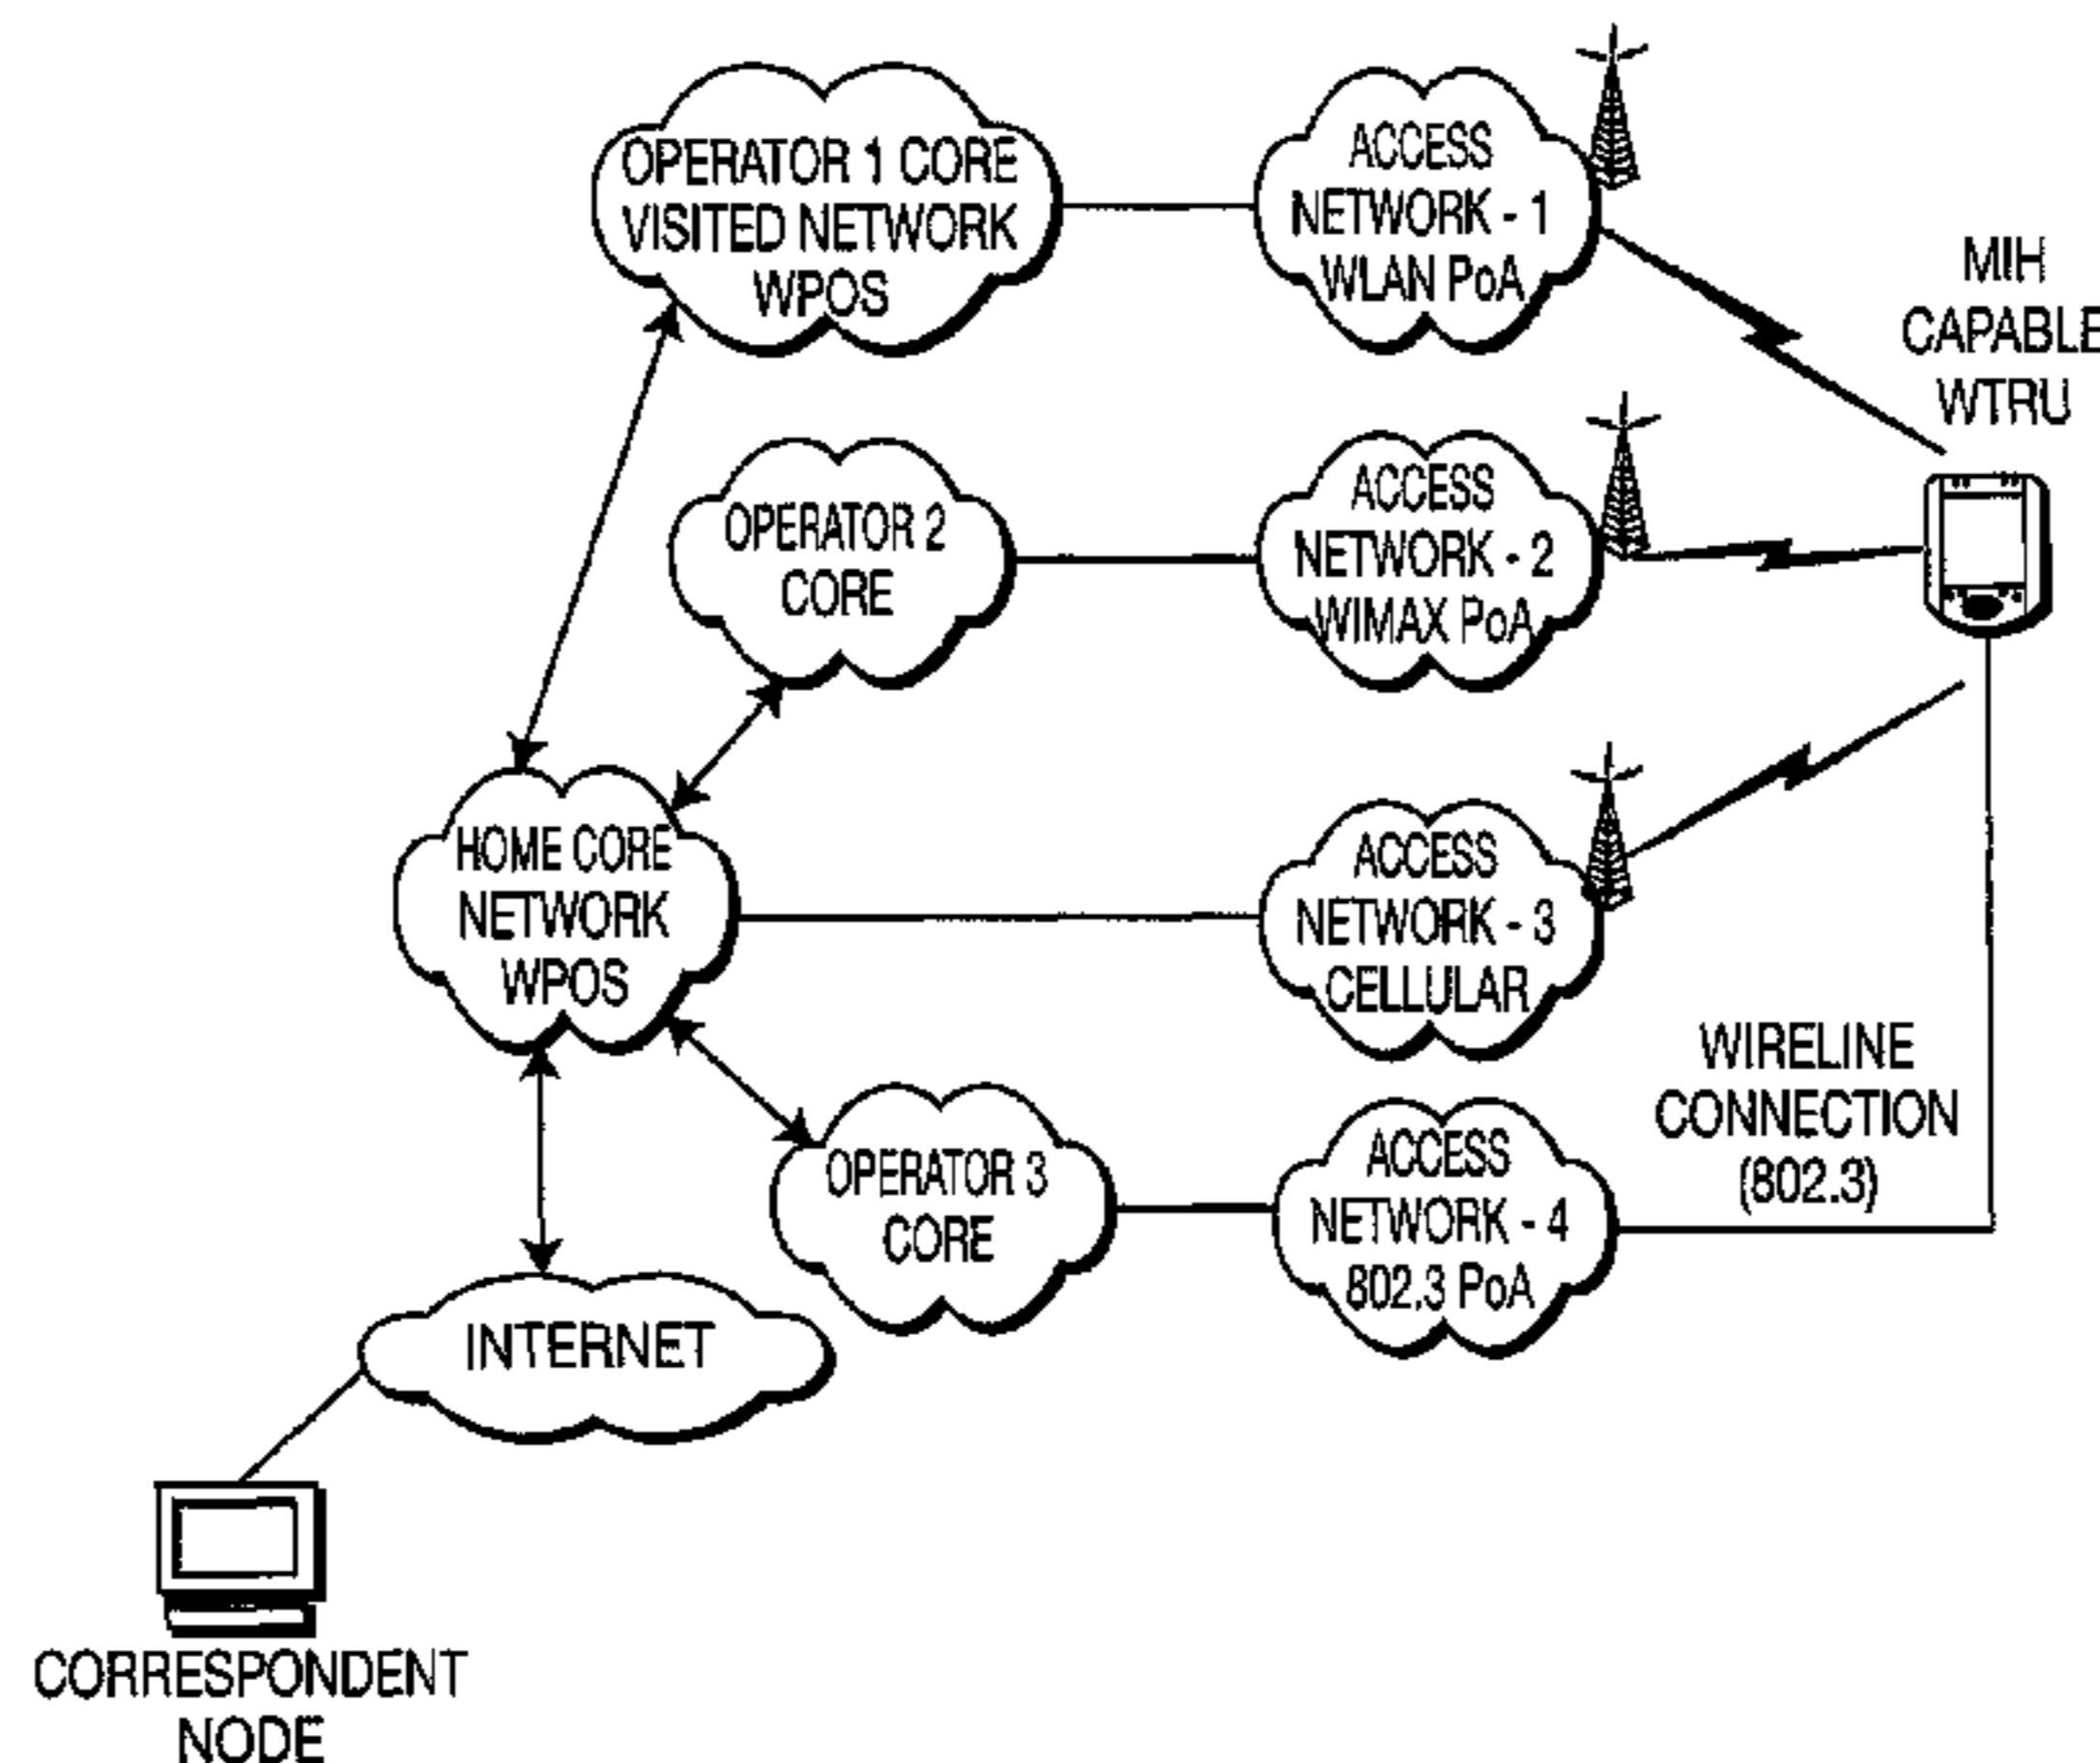 OPERATOR 1 CORE
VISITED NETWORK
WPOS
ACCESS
NETWORK - 1
WLAN PoA
MIH
CAPABLE
WTRU
OPERATOR 2
CORE
ACCESS
NETWORK - 2
WIMAX PoA
HOME CORE
NETWORK
WPOS
ACCESS
NETWORK - 3
CELLULAR
WIRELINE
CONNECTION
(802.3)
OPERATOR 3
CORE
ACCESS
NETWORK - 4
802.3 PoA
INTERNET
CORRESPONDENT
NODE